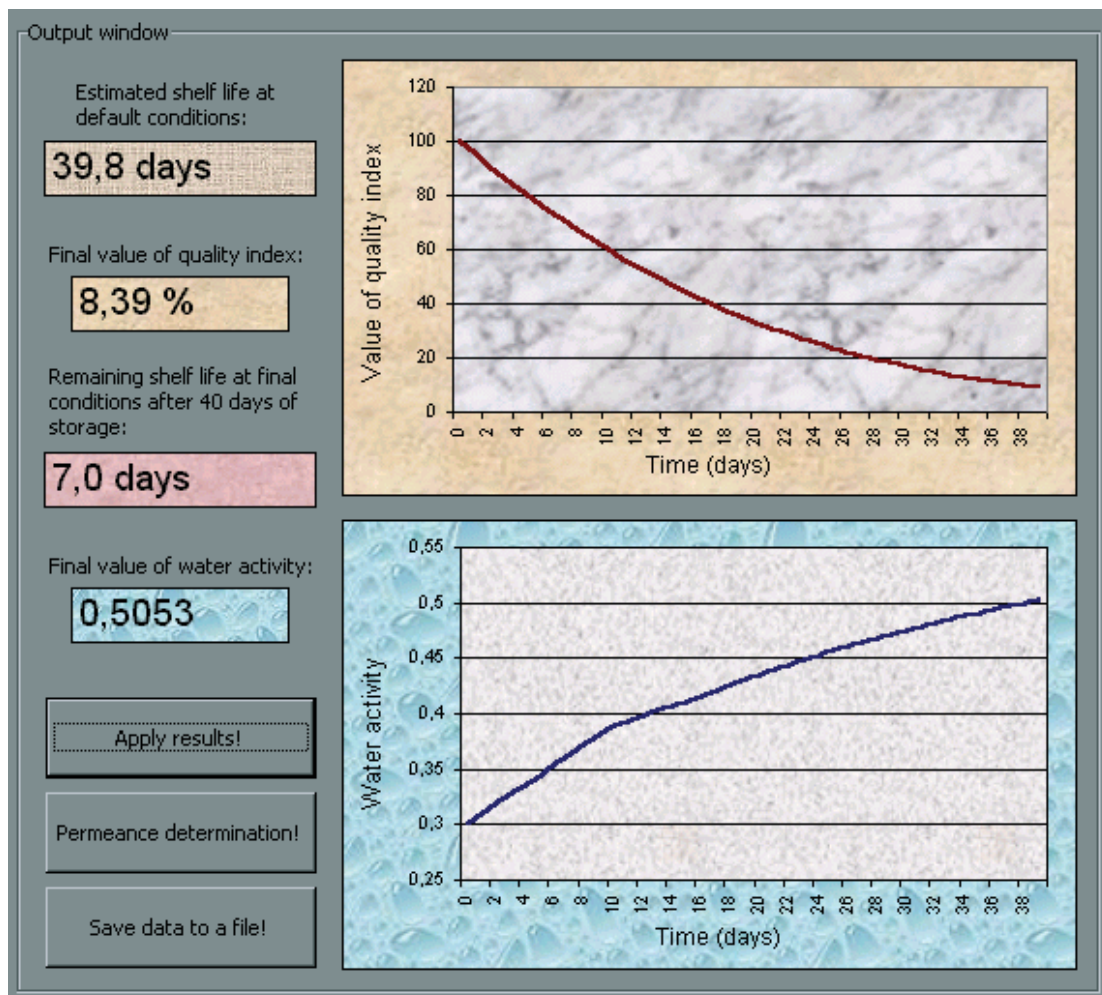 Output window
Estimated shelf life at
default conditions:
39,8 days
Final value of quality index:
8,39 %
Remaining shelf life at final
conditions after 40 days of
storage:
7,0 days
Final value of water activity:
0,5053
Apply results!
Permeance determination!
Save data to a file!
Value of quality index
120
100
80
60
40
20
0
0 2 4 6 8 10 12 14 16 18 20 22 24 26 28 30 32 34 36 38
Time (days)
Water activity
0,55
0,5
0,45
0,4
0,35
0,3
0,25
0 2 4 6 8 10 12 14 16 18 20 22 24 26 28 30 32 34 36 38
Time (days)